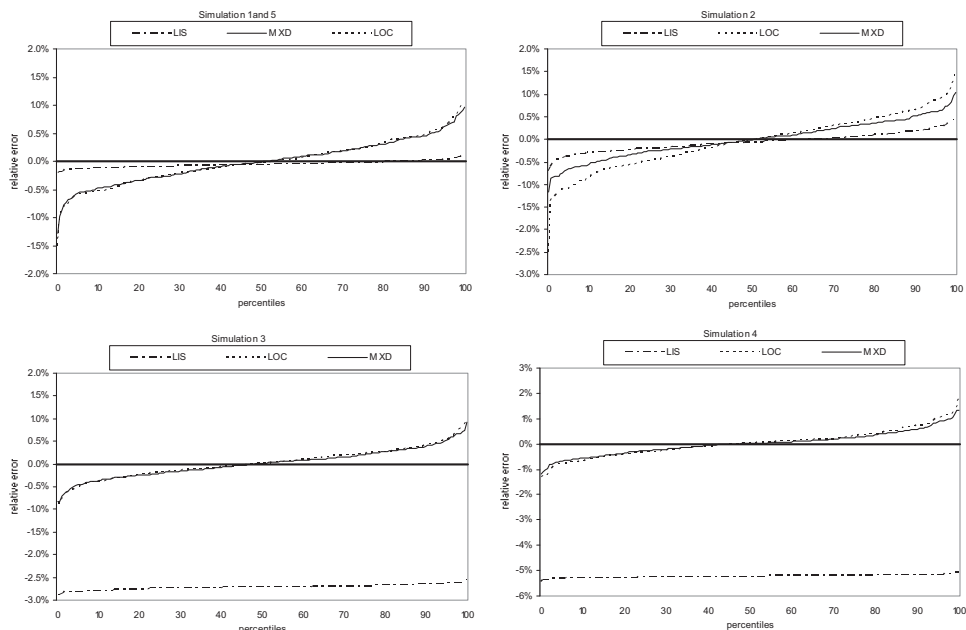 Simulation 1and 5
LIS MXD LOC
2.0%
1.5%
1.0%
0.5%
0.0%
-0.5%
-1.0%
-1.5%
-2.0%
relative error
0 10 20 30 40 50 60 70 80 90 100
percentiles
Simulation 2
LIS LOC MXD
2.0%
1.5%
1.0%
0.5%
0.0%
-0.5%
-1.0%
-1.5%
-2.0%
-2.5%
-3.0%
relative error
0 10 20 30 40 50 60 70 80 90 100
percentiles
Simulation 3
LIS LOC MXD
2.0%
1.5%
1.0%
0.5%
0.0%
-0.5%
-1.0%
-1.5%
-2.0%
-2.5%
-3.0%
relative error
0 10 20 30 40 50 60 70 80 90 100
percentiles
Simulation 4
LIS LOC MXD
3%
2%
1%
0%
-1%
-2%
-3%
-4%
-5%
-6%
relative error
0 10 20 30 40 50 60 70 80 90 100
percentiles